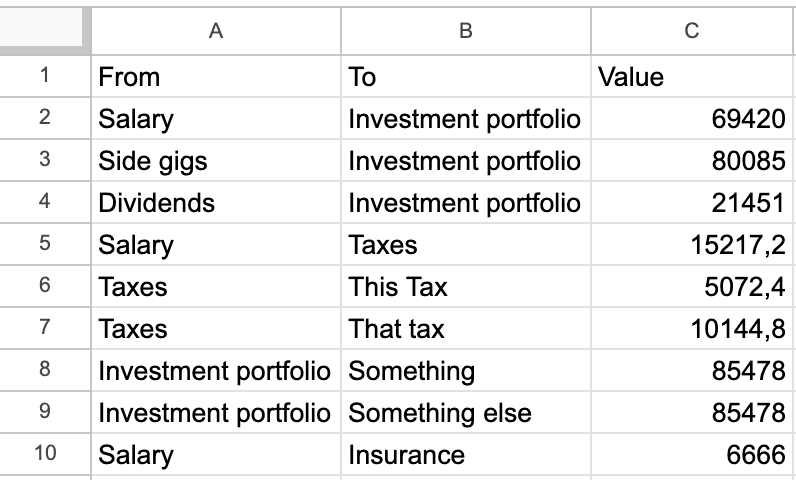 A B C
1 From To Value
2 Salary Investment portfolio 69420
3 Side gigs Investment portfolio 80085
4 Dividends Investment portfolio 21451
5 Salary Taxes 15217,2
6 Taxes This Tax 5072,4
7 Taxes That tax 10144,8
8 Investment portfolio Something 85478
9 Investment portfolio Something else 85478
10 Salary Insurance 6666